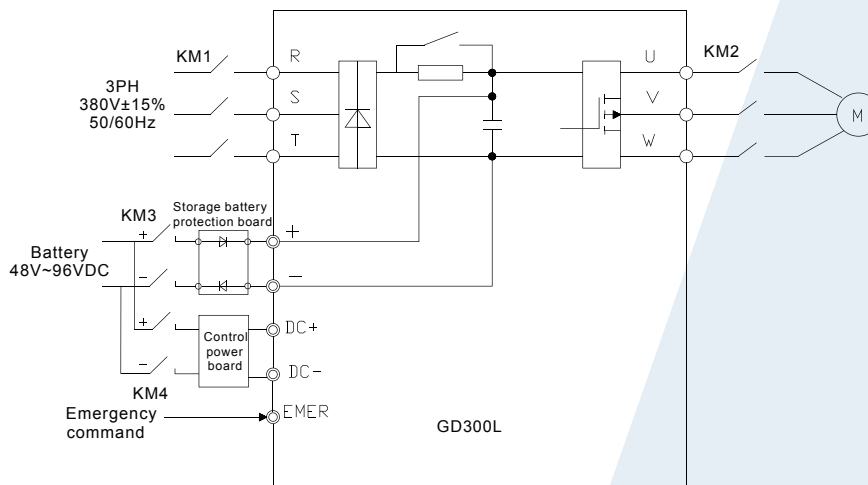 KM1
R
U
KM2
3PH
380V±15%
50/60Hz
S
V
M
T
W
Storage battery
protection board
KM3
+
+
Battery
48V~96VDC
−
−
+
DC+
Control
power
board
−
DC−
KM4
Emergency
command
EMER
GD300L